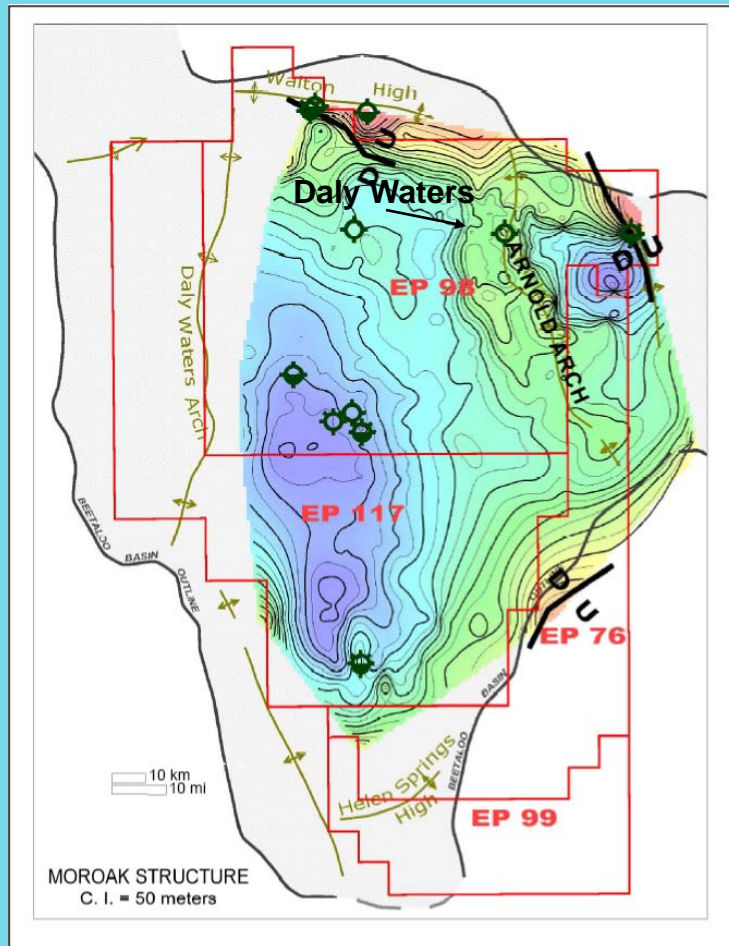 Walton High
U
D
Daly Waters
D U
EP 98
ARNOLD ARCH
Daly Waters Arch
EP 117
BEETALOO
BASIN
OUTLINE
OUTLINE
D
U
EP 76
BASIN
BEETALOO
10 km
10 mi
Helen Springs
High
EP 99
MOROAK STRUCTURE
C. I. = 50 meters